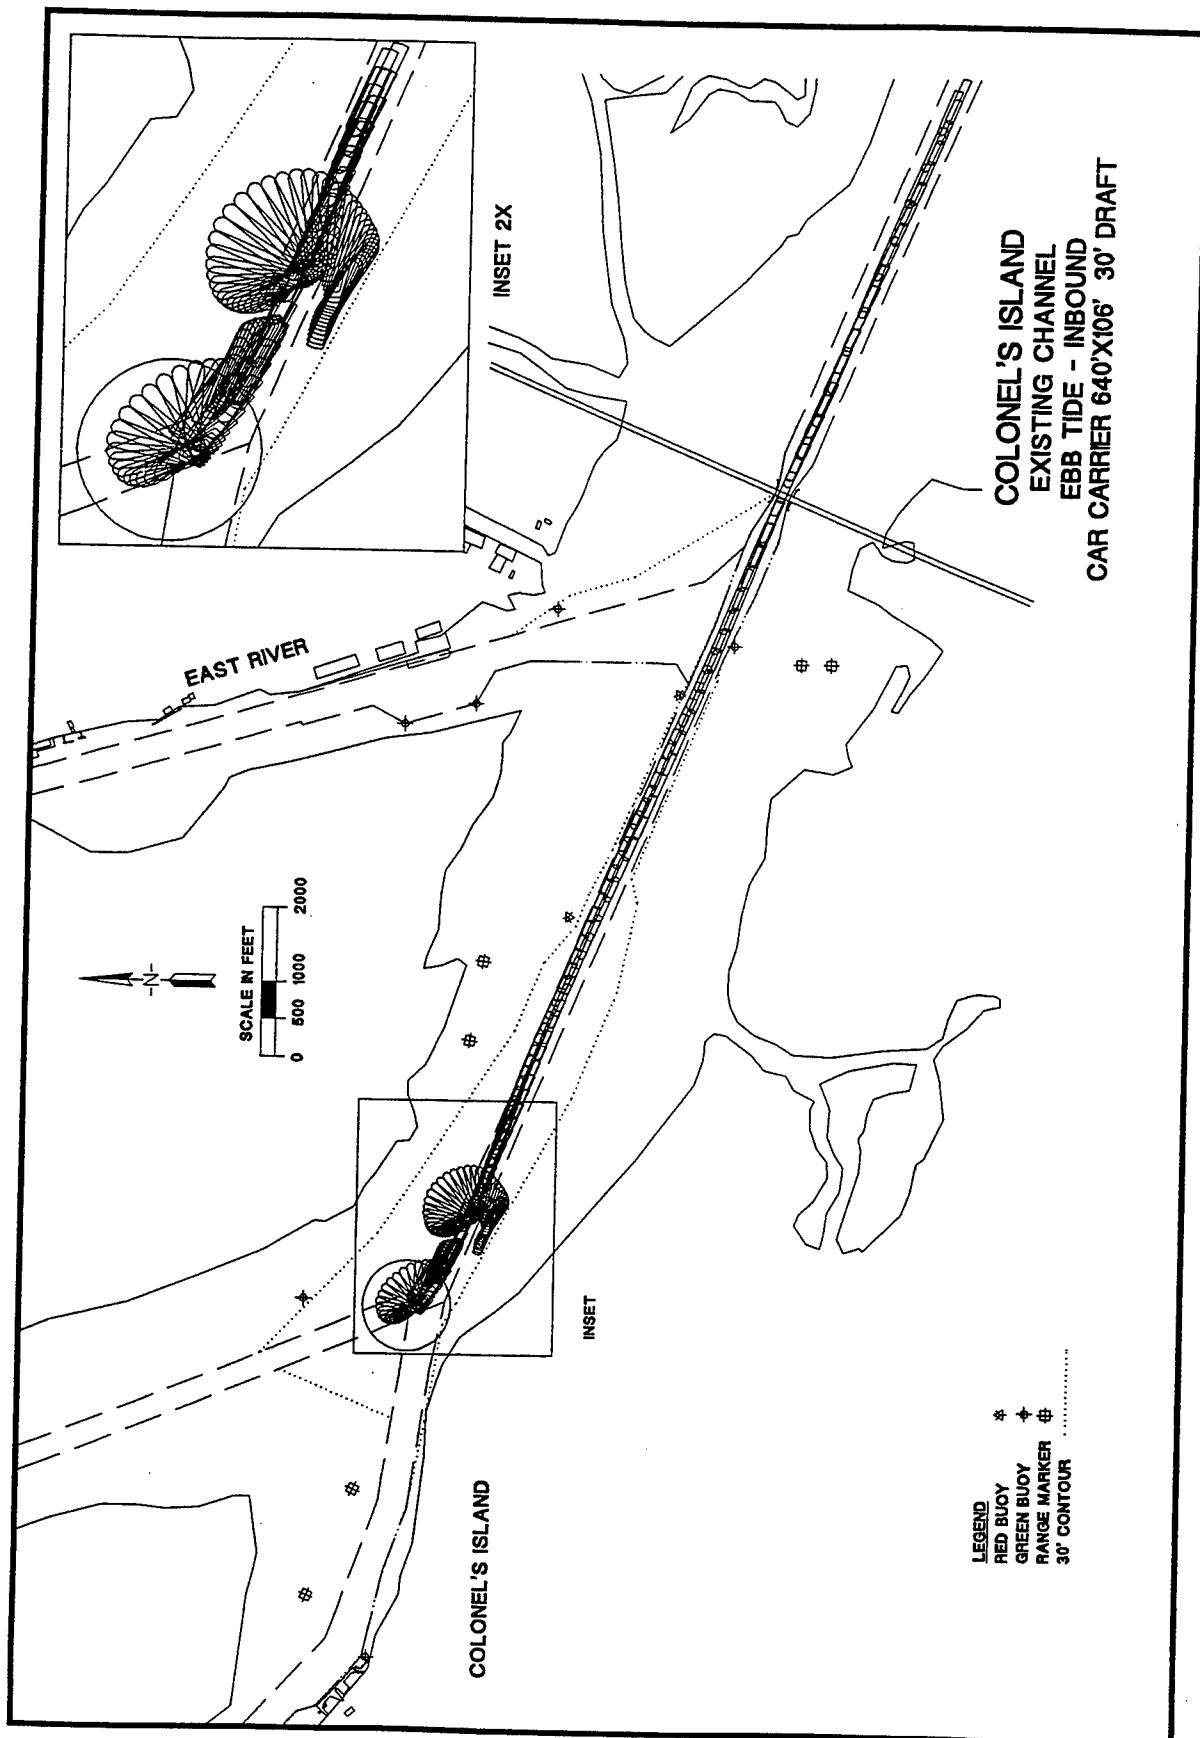 INSET 2X
EAST RIVER
-N-
SCALE IN FEET
0 500 1000 2000
COLONEL'S ISLAND
EXISTING CHANNEL
EBB TIDE - INBOUND
CAR CARRIER 640'X106' 30' DRAFT
INSET
COLONEL'S ISLAND
LEGEND
RED BUOY
GREEN BUOY
RANGE MARKER
30' CONTOUR